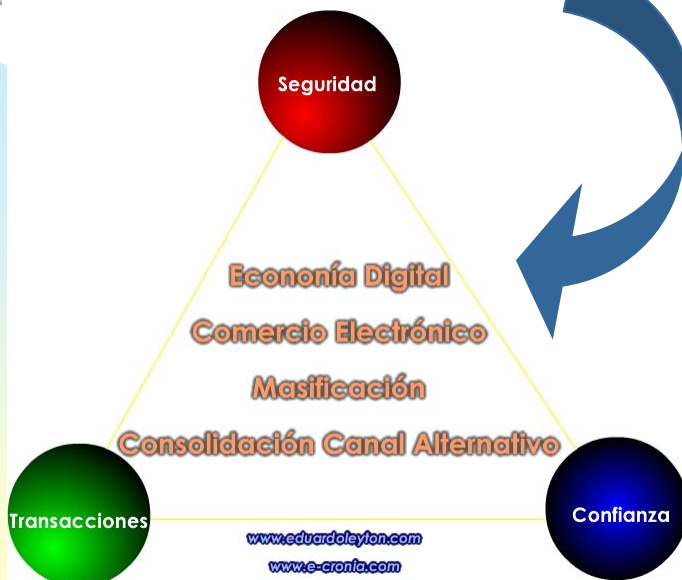 Seguridad
Econonía Digital
Comercio Electrónico
Masificación
Consolidación Canal Alternativo
Transacciones
Confianza
www.eduardoleyton.com
www.e-cronia.com